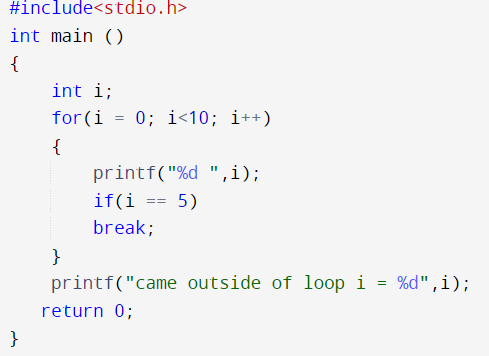 #include<stdio.h>
int main ()
{
    int i;
    for(i = 0; i<10; i++)
    {
        printf("%d ",i);
        if(i == 5)
        break;
    }
    printf("came outside of loop i = %d",i);
   return 0;
}